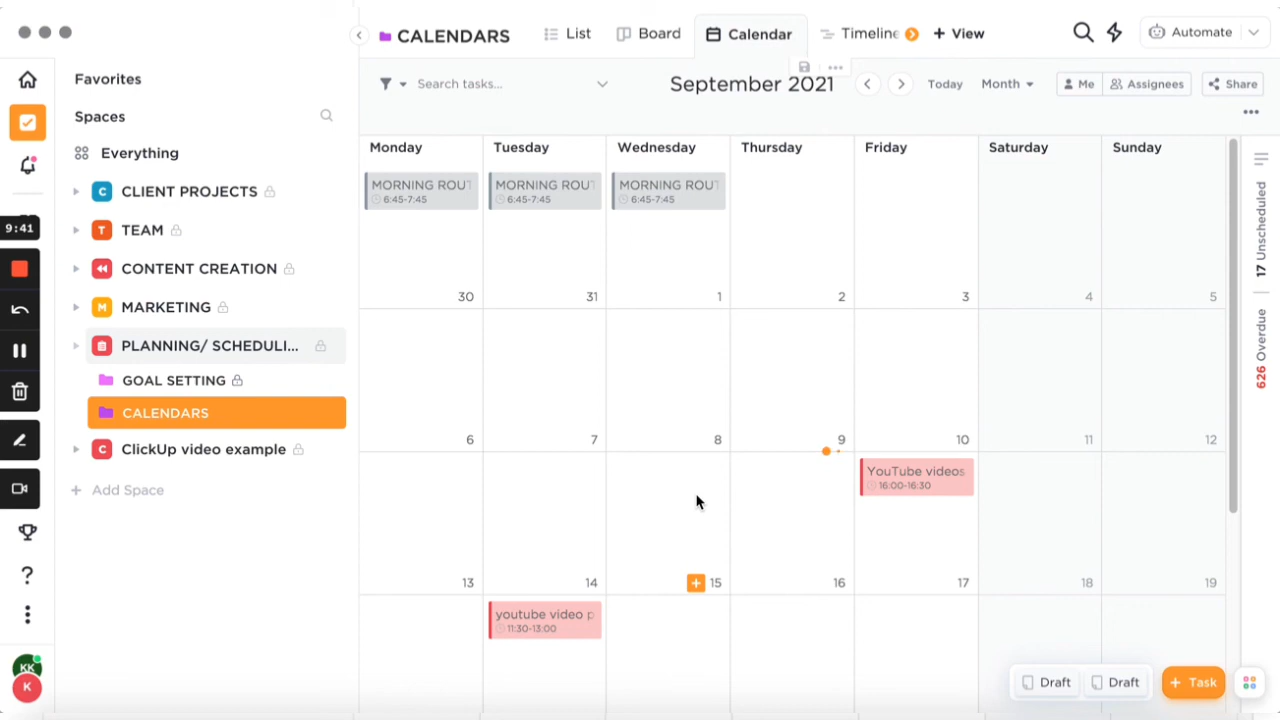 CALENDARS
List
Board
Calendar
Timeline
+ View
Automate
Favorites
Spaces
Everything
C CLIENT PROJECTS
T TEAM
CONTENT CREATION
M MARKETING
PLANNING/ SCHEDULI...
GOAL SETTING
CALENDARS
C ClickUp video example
+ Add Space
9:41
?
KK
K
Search tasks...
September 2021
Today
Month
Me
Assignees
Share
Monday
Tuesday
Wednesday
Thursday
Friday
Saturday
Sunday
MORNING ROUT
6:45-7:45
MORNING ROUT
6:45-7:45
MORNING ROUT
6:45-7:45
30
31
1
2
3
4
5
6
7
8
9
10
11
12
YouTube videos
16:00-16:30
13
14
+ 15
16
17
18
19
youtube video p
11:30-13:00
17 Unscheduled
626 Overdue
Draft
Draft
+ Task